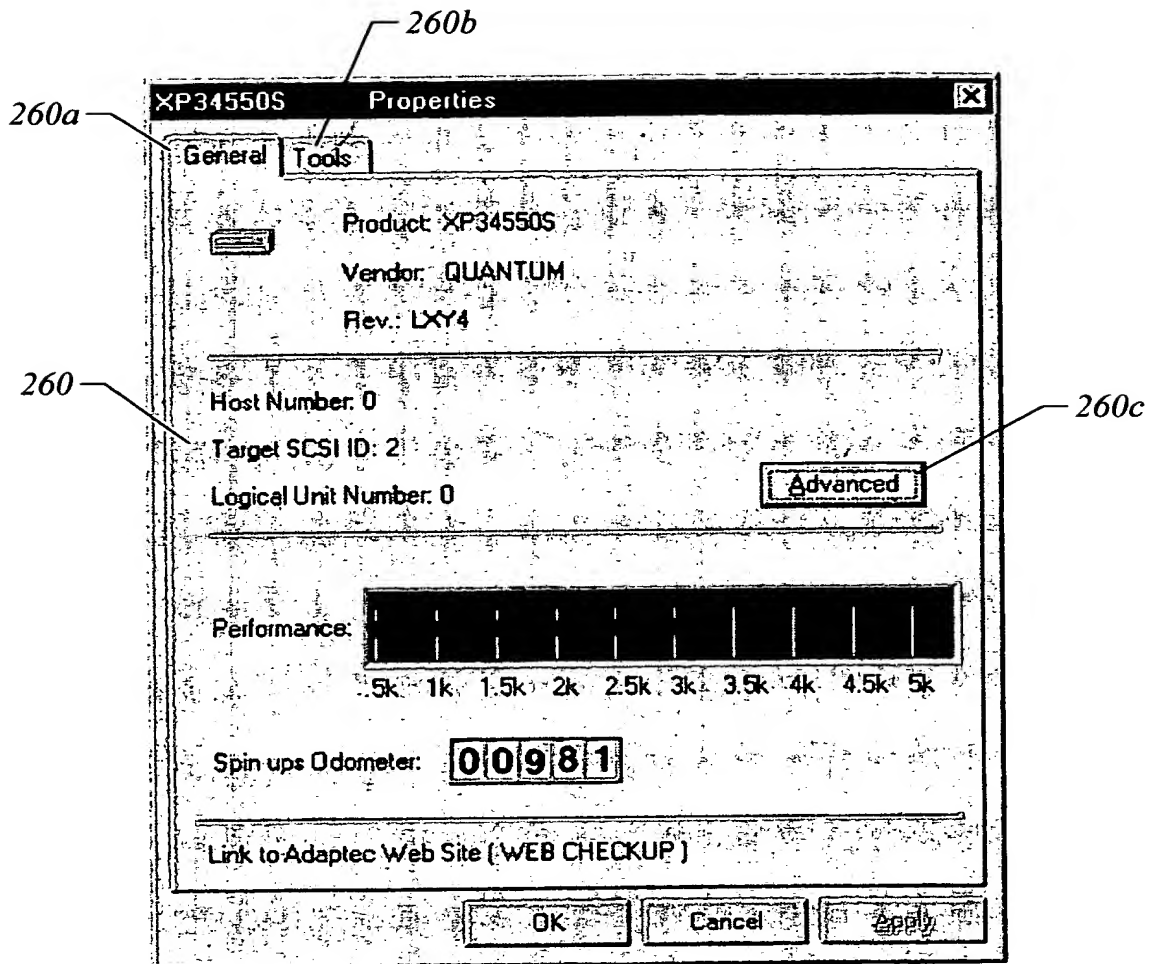 260b
260a
XP34550S Properties
General Tools
Product: XP34550S
Vendor: QUANTUM
Rev.: LXY4
260
Host Number: 0
Target SCSI ID: 2
Logical Unit Number: 0
260c
Advanced
Performance:
.5k 1k 1.5k 2k 2.5k 3k 3.5k 4k 4.5k 5k
Spin ups Odometer: 00981
Link to Adaptec Web Site ( WEB CHECKUP )
OK Cancel Apply